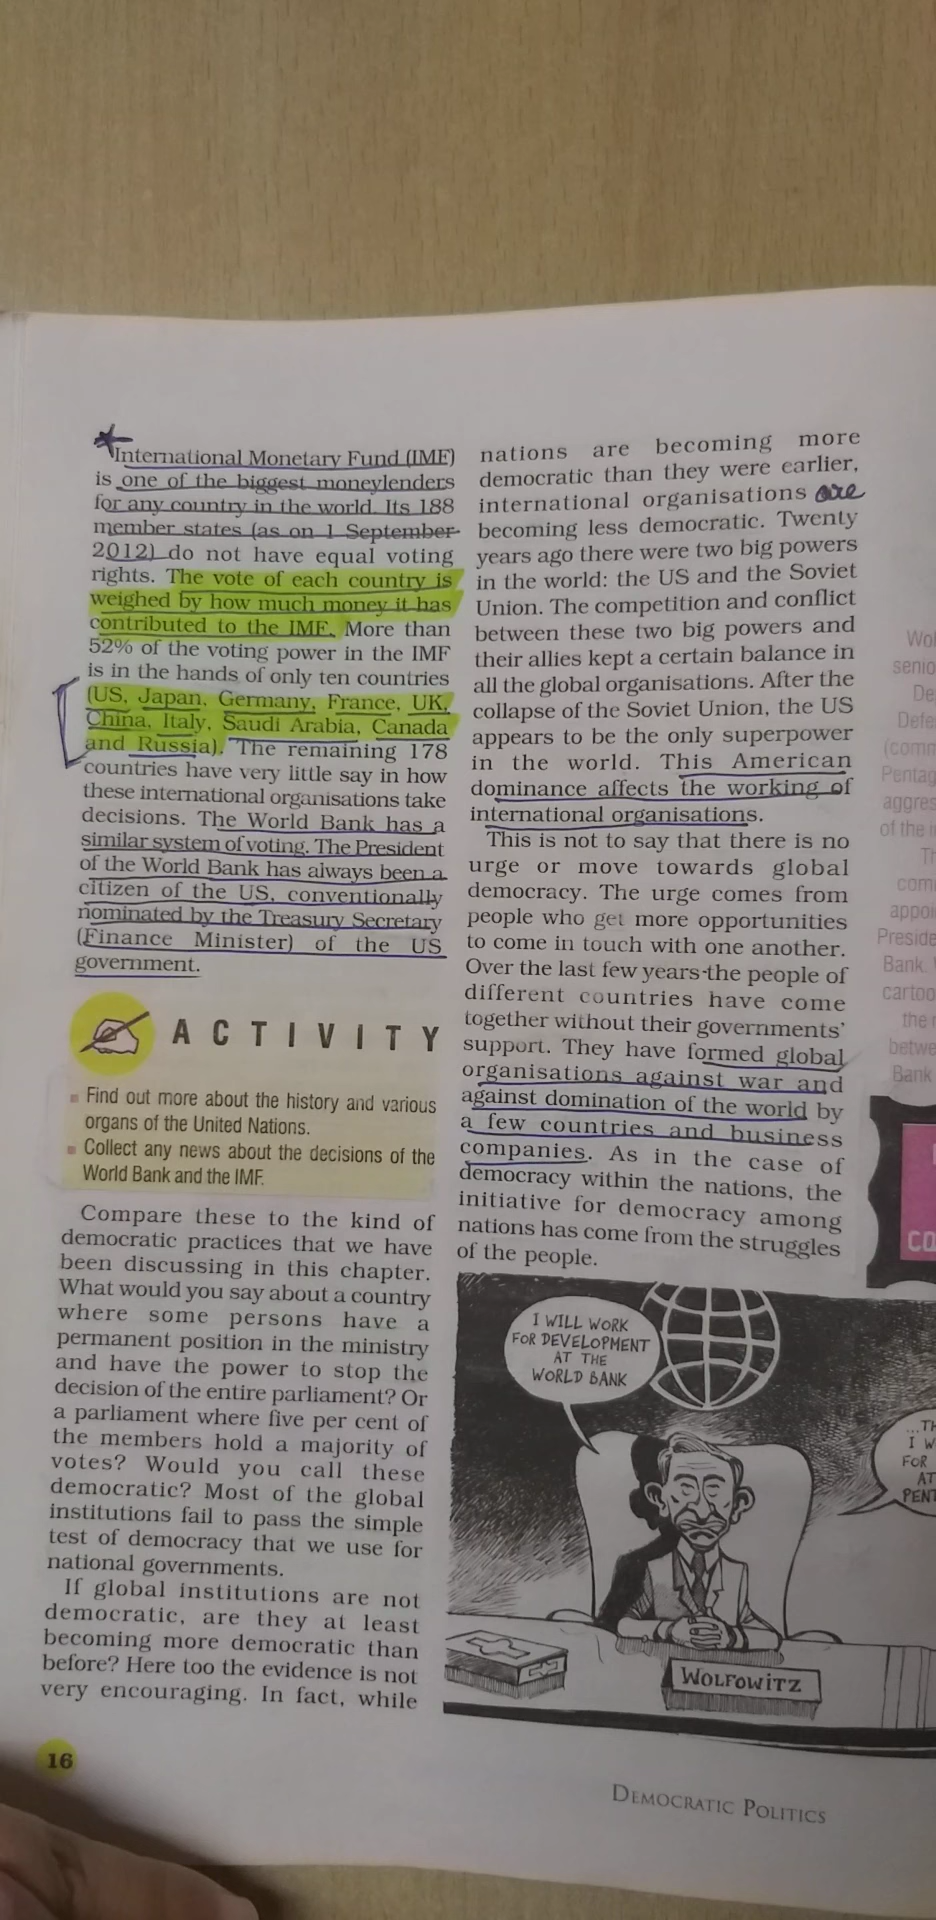 International Monetary Fund (IMF)
is one of the biggest moneylenders
for any country in the world. Its 188
member states (as on 1 September
2012) do not have equal voting
rights. The vote of each country is
weighed by how much money it has
contributed to the IMF. More than
52% of the voting power in the IMF
is in the hands of only ten countries
(US, Japan, Germany, France, UK,
China, Italy, Saudi Arabia, Canada
and Russia). The remaining 178
countries have very little say in how
these international organisations take
decisions. The World Bank has a
similar system of voting. The President
of the World Bank has always been a
citizen of the US, conventionally
nominated by the Treasury Secretary
(Finance Minister) of the US
government.
ACTIVITY
Find out more about the history and various
organs of the United Nations.
Collect any news about the decisions of the
World Bank and the IMF.
Compare these to the kind of
democratic practices that we have
been discussing in this chapter.
What would you say about a country
where some persons have a
permanent position in the ministry
and have the power to stop the
decision of the entire parliament? Or
a parliament where five per cent of
the members hold a majority of
votes? Would you call these
democratic? Most of the global
institutions fail to pass the simple
test of democracy that we use for
national governments.
If global institutions are not
democratic, are they at least
becoming more democratic than
before? Here too the evidence is not
very encouraging. In fact, while
nations are becoming more
democratic than they were earlier,
international organisations are
becoming less democratic. Twenty
years ago there were two big powers
in the world: the US and the Soviet
Union. The competition and conflict
between these two big powers and
their allies kept a certain balance in
all the global organisations. After the
collapse of the Soviet Union, the US
appears to be the only superpower
in the world. This American
dominance affects the working of
international organisations.
This is not to say that there is no
urge or move towards global
democracy. The urge comes from
people who get more opportunities
to come in touch with one another.
Over the last few years the people of
different countries have come
together without their governments'
support. They have formed global
organisations against war and
against domination of the world by
a few countries and business
companies. As in the case of
democracy within the nations, the
initiative for democracy among
nations has come from the struggles
of the people.
I WILL WORK
FOR DEVELOPMENT
AT THE
WORLD BANK
I W
FOR
AT
WOLFOWITZ
of the
Bank.
the
Bank
16
DEMOCRATIC POLITICS